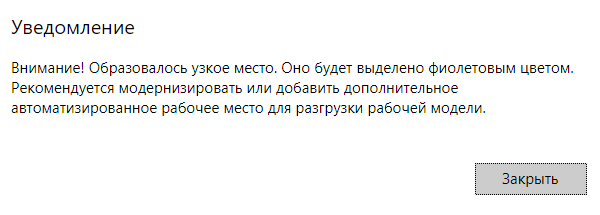 Уведомление
Внимание! Образовалось узкое место. Оно будет выделено фиолетовым цветом.
Рекомендуется модернизировать или добавить дополнительное
автоматизированное рабочее место для разгрузки рабочей модели.
Закрыть